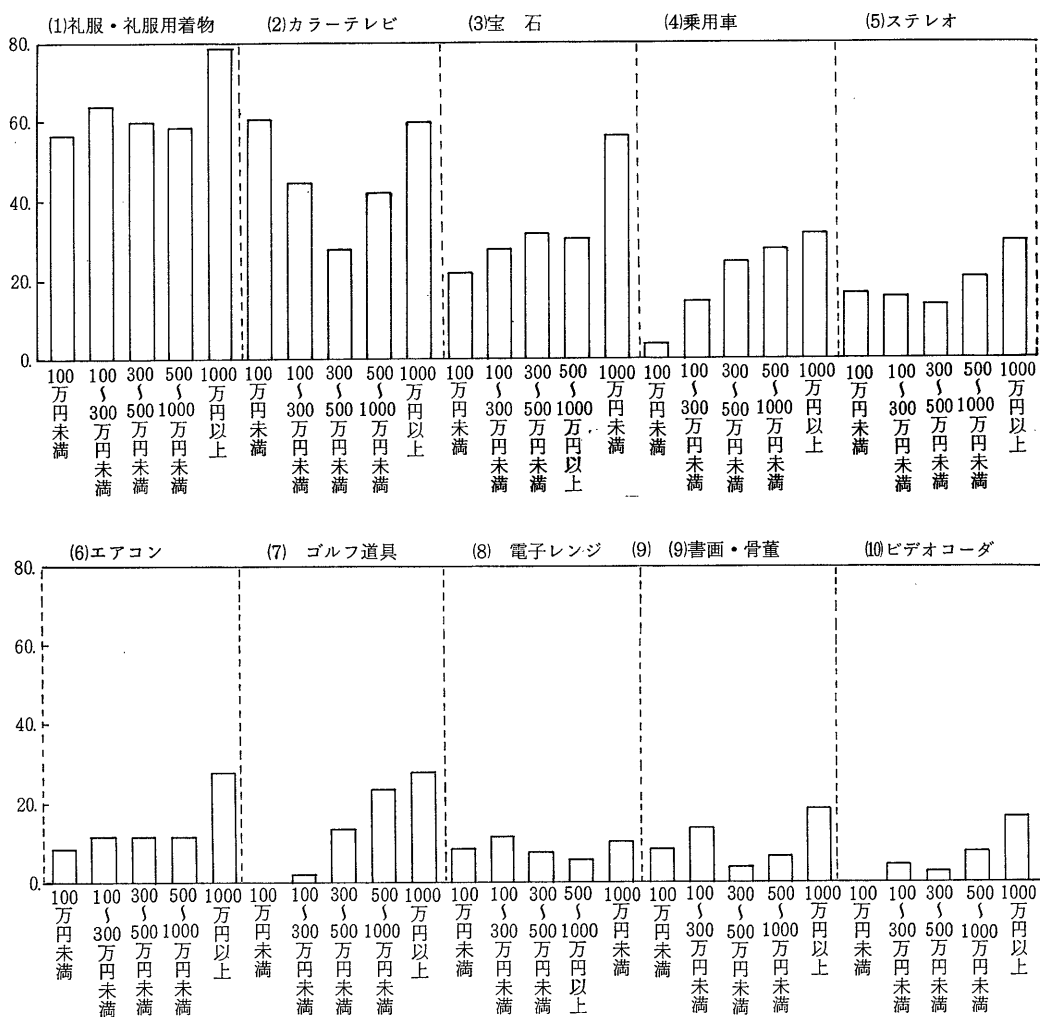 (1)礼服・礼服用着物
(2)カラーテレビ
(3)宝 石
(4)乗用車
(5)ステレオ
80.
60.
40.
20.
0.
100万円未満
100〜300万円未満
300〜500万円未満
500〜1000万円未満
1000万円以上
100万円未満
100〜300万円未満
300〜500万円未満
500〜1000万円未満
1000万円以上
100万円未満
100〜300万円未満
300〜500万円未満
500〜1000万円以上
1000万円未満
100万円未満
100〜300万円未満
300〜500万円未満
500〜1000万円未満
1000万円以上
100万円未満
100〜300万円未満
300〜500万円未満
500〜1000万円未満
1000万円以上
(6)エアコン
(7) ゴルフ道具
(8) 電子レンジ
(9) (9)書画・骨董
(10)ビデオコーダ
80.
60.
40.
20.
0.
100万円未満
100〜300万円未満
300〜500万円未満
500〜1000万円未満
1000万円以上
100万円未満
100〜300万円未満
300〜500万円未満
500〜1000万円未満
1000万円以上
100万円未満
100〜300万円未満
300〜500万円未満
500〜1000万円以上
1000万円未満
100万円未満
100〜300万円未満
300〜500万円未満
500〜1000万円未満
1000万円以上
100万円未満
100〜300万円未満
300〜500万円未満
500〜1000万円未満
1000万円以上